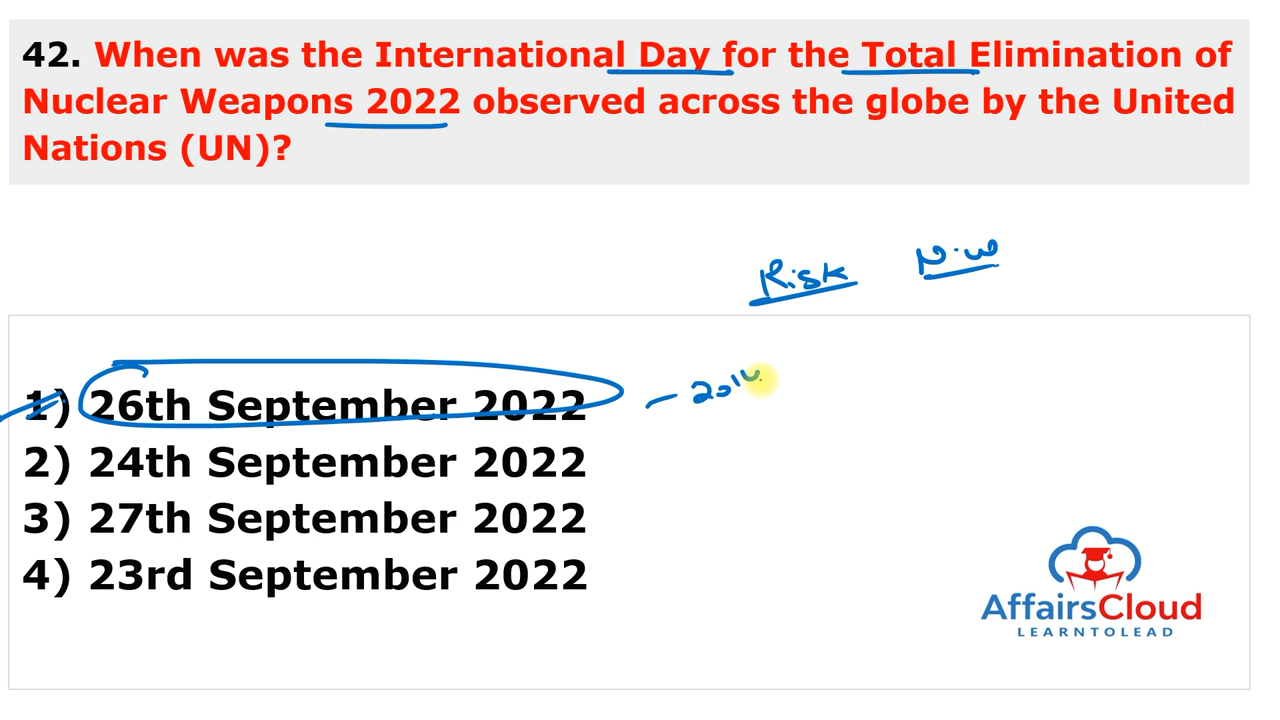 42. When was the International Day for the Total Elimination of
Nuclear Weapons 2022 observed across the globe by the United
Nations (UN)?
Risk N.W
1) 26th September 2022 – 2014
2) 24th September 2022
3) 27th September 2022
4) 23rd September 2022
AffairsCloud
LEARNTOLEAD